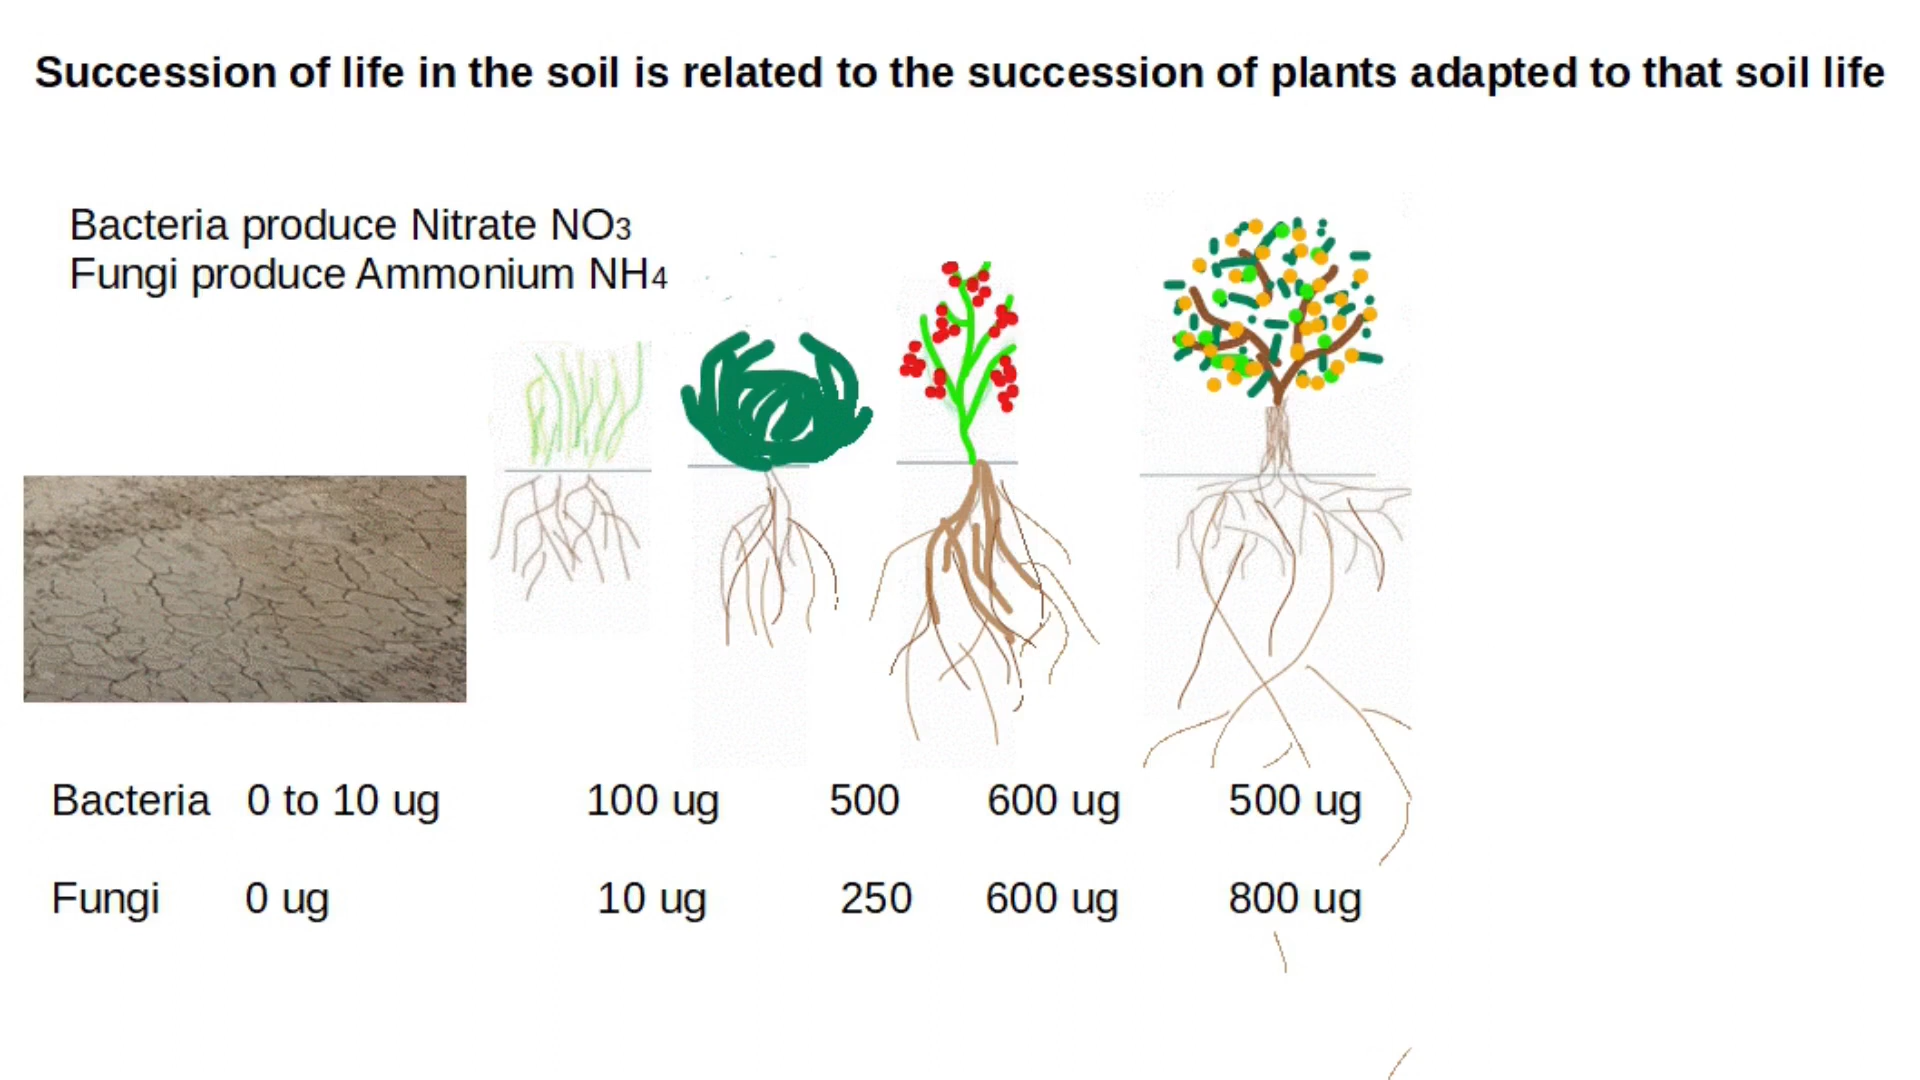 Succession of life in the soil is related to the succession of plants adapted to that soil life
Bacteria produce Nitrate NO3
Fungi produce Ammonium NH4
Bacteria 0 to 10 ug 100 ug 500 600 ug 500 ug
Fungi 0 ug 10 ug 250 600 ug 800 ug